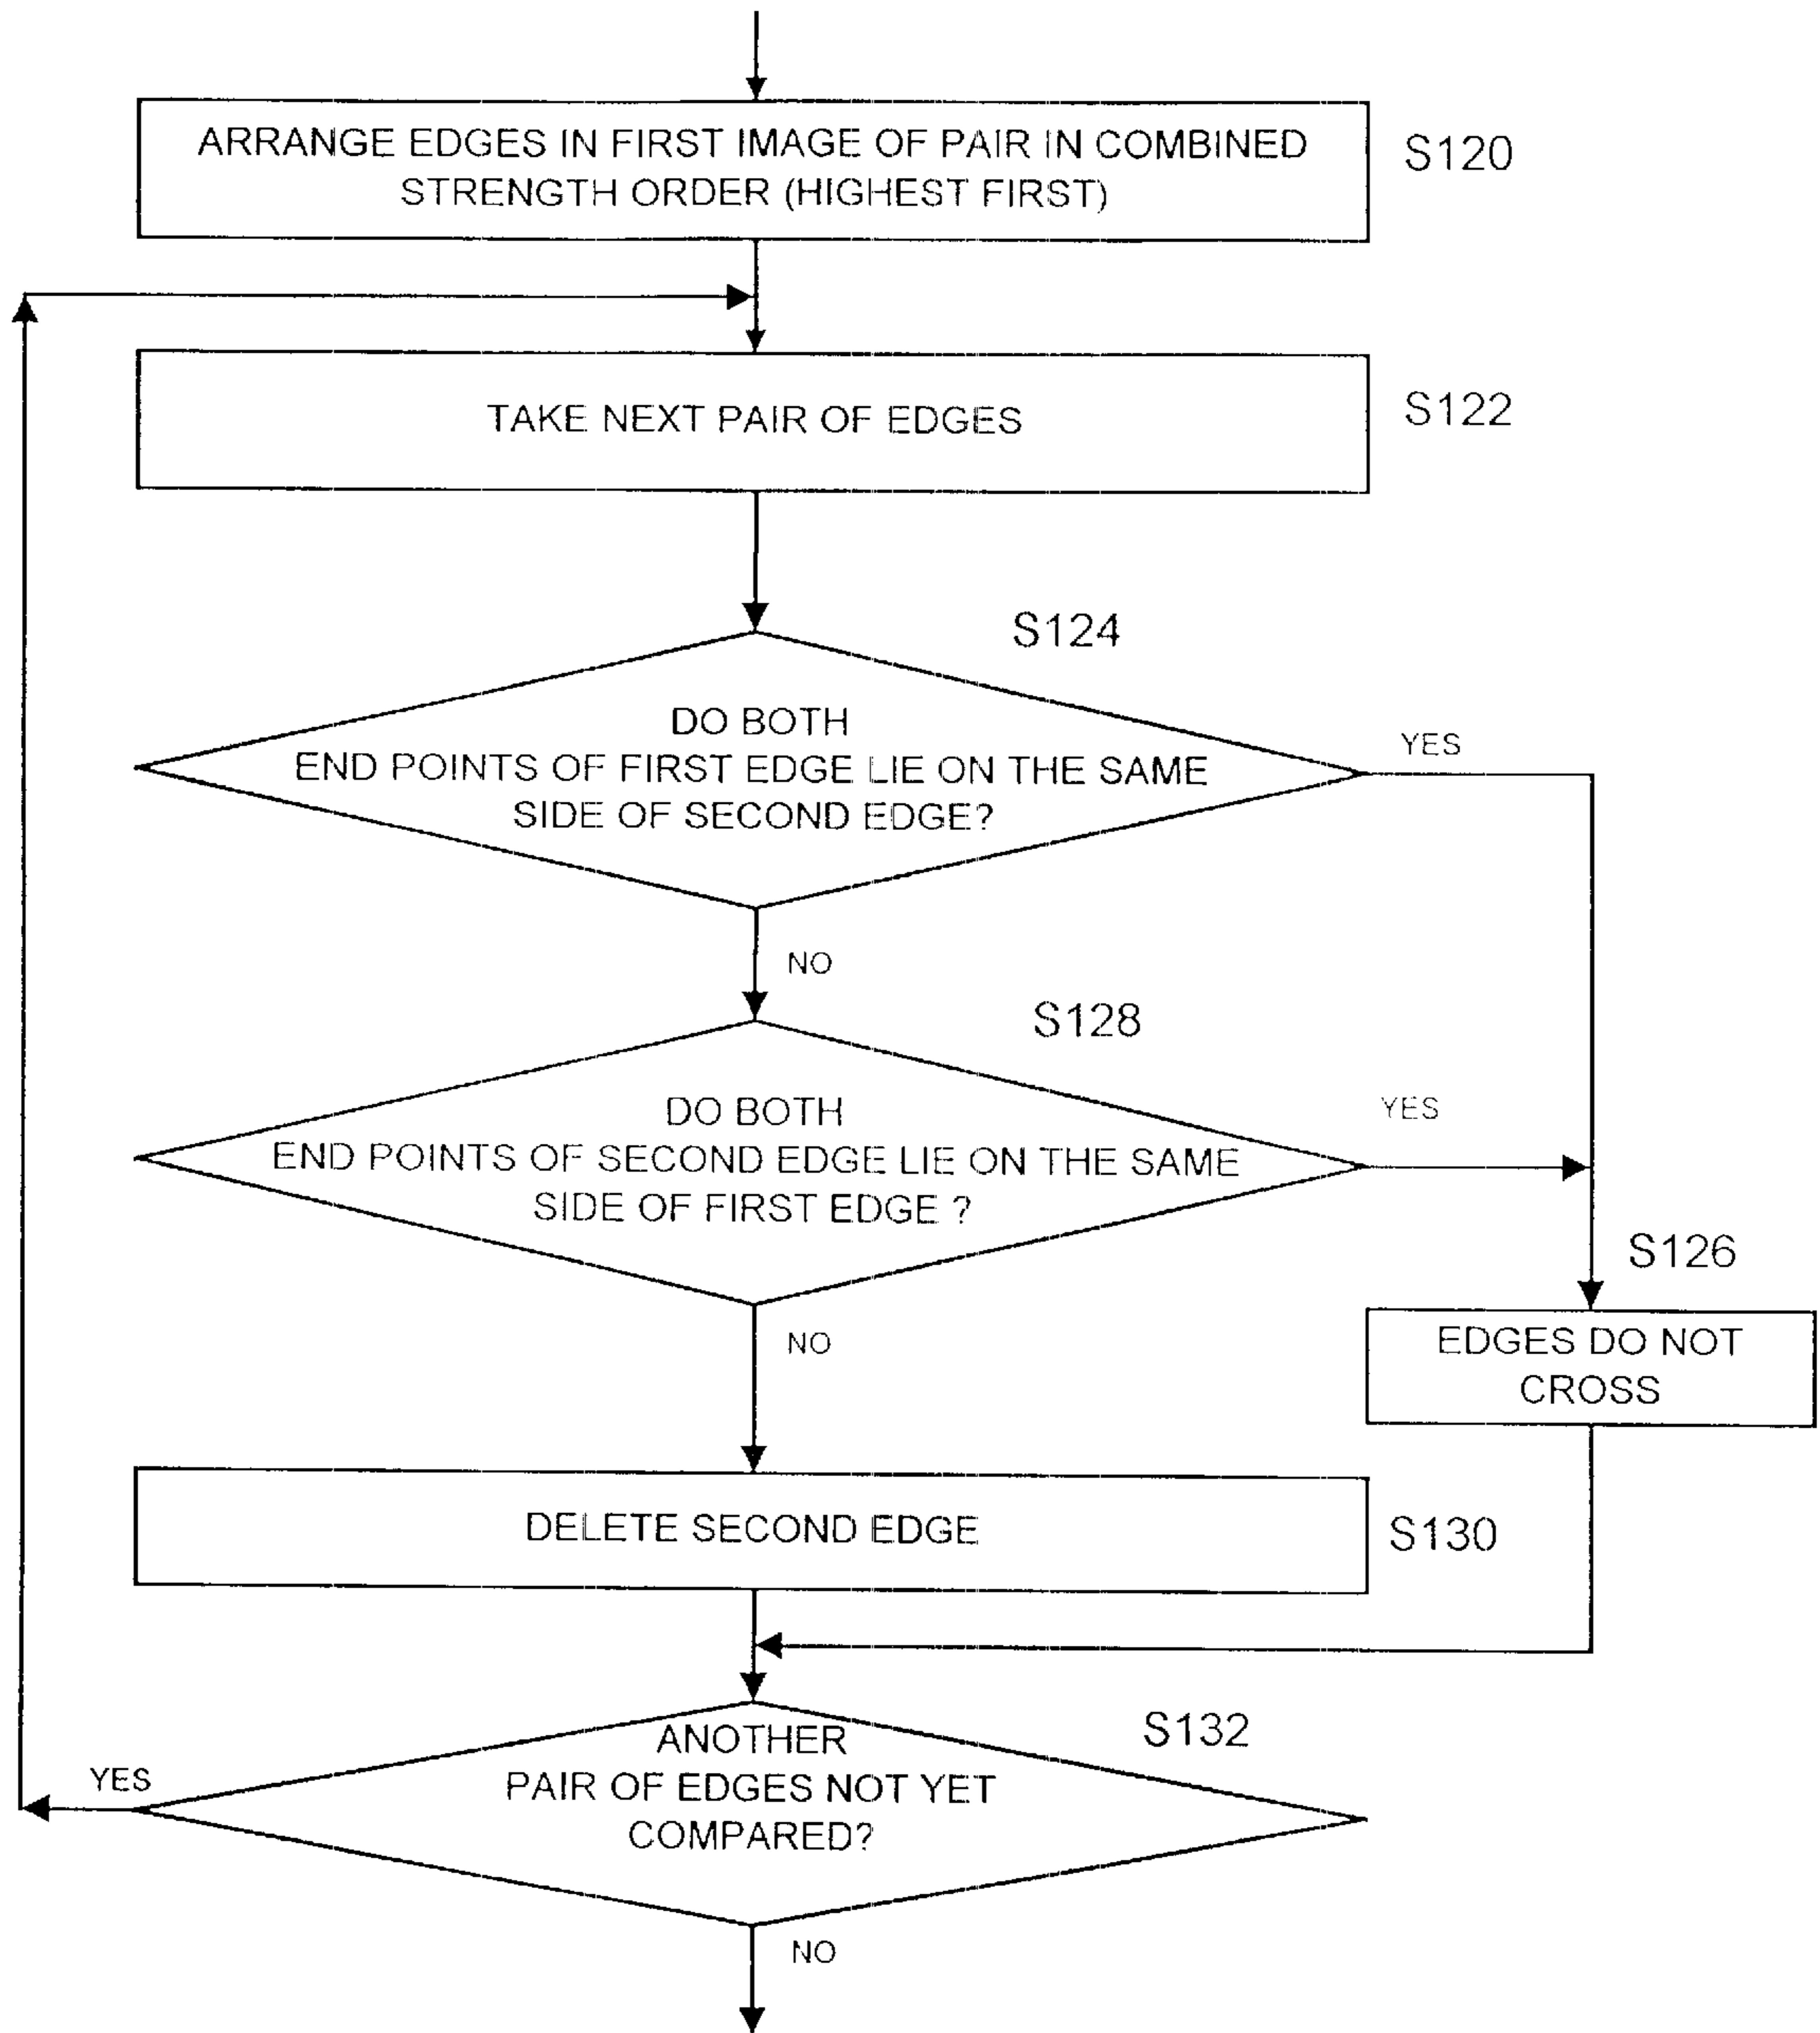 ARRANGE EDGES IN FIRST IMAGE OF PAIR IN COMBINED
STRENGTH ORDER (HIGHEST FIRST)
S120
TAKE NEXT PAIR OF EDGES
S122
S124
DO BOTH
END POINTS OF FIRST EDGE LIE ON THE SAME
SIDE OF SECOND EDGE?
YES
NO
S128
DO BOTH
END POINTS OF SECOND EDGE LIE ON THE SAME
SIDE OF FIRST EDGE ?
YES
S126
EDGES DO NOT
CROSS
NO
DELETE SECOND EDGE
S130
S132
ANOTHER
PAIR OF EDGES NOT YET
COMPARED?
YES
NO